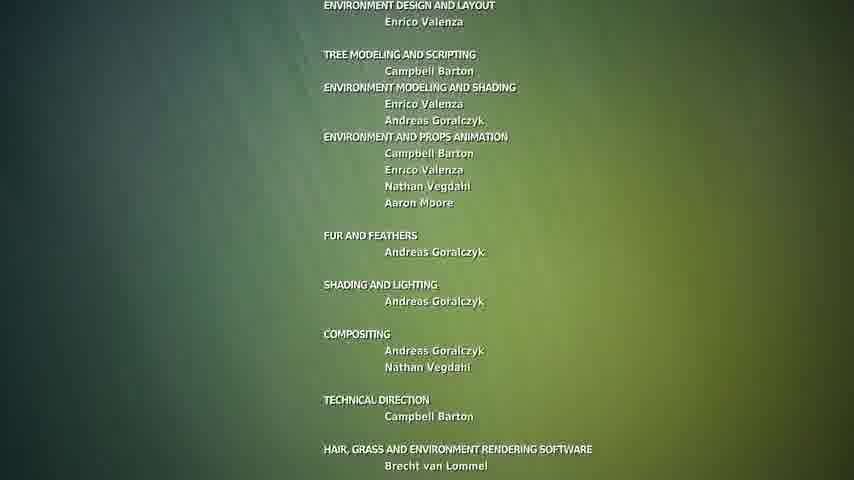 ENVIRONMENT DESIGN AND LAYOUT
Enrico Valenza
TREE MODELING AND SCRIPTING
Campbell Barton
ENVIRONMENT MODELING AND SHADING
Enrico Valenza
Andreas Goralczyk
ENVIRONMENT AND PROPS ANIMATION
Campbell Barton
Enrico Valenza
Nathan Vegdahl
Aaron Moore
FUR AND FEATHERS
Andreas Goralczyk
SHADING AND LIGHTING
Andreas Goralczyk
COMPOSITING
Andreas Goralczyk
Nathan Vegdahl
TECHNICAL DIRECTION
Campbell Barton
HAIR, GRASS AND ENVIRONMENT RENDERING SOFTWARE
Brecht van Lommel